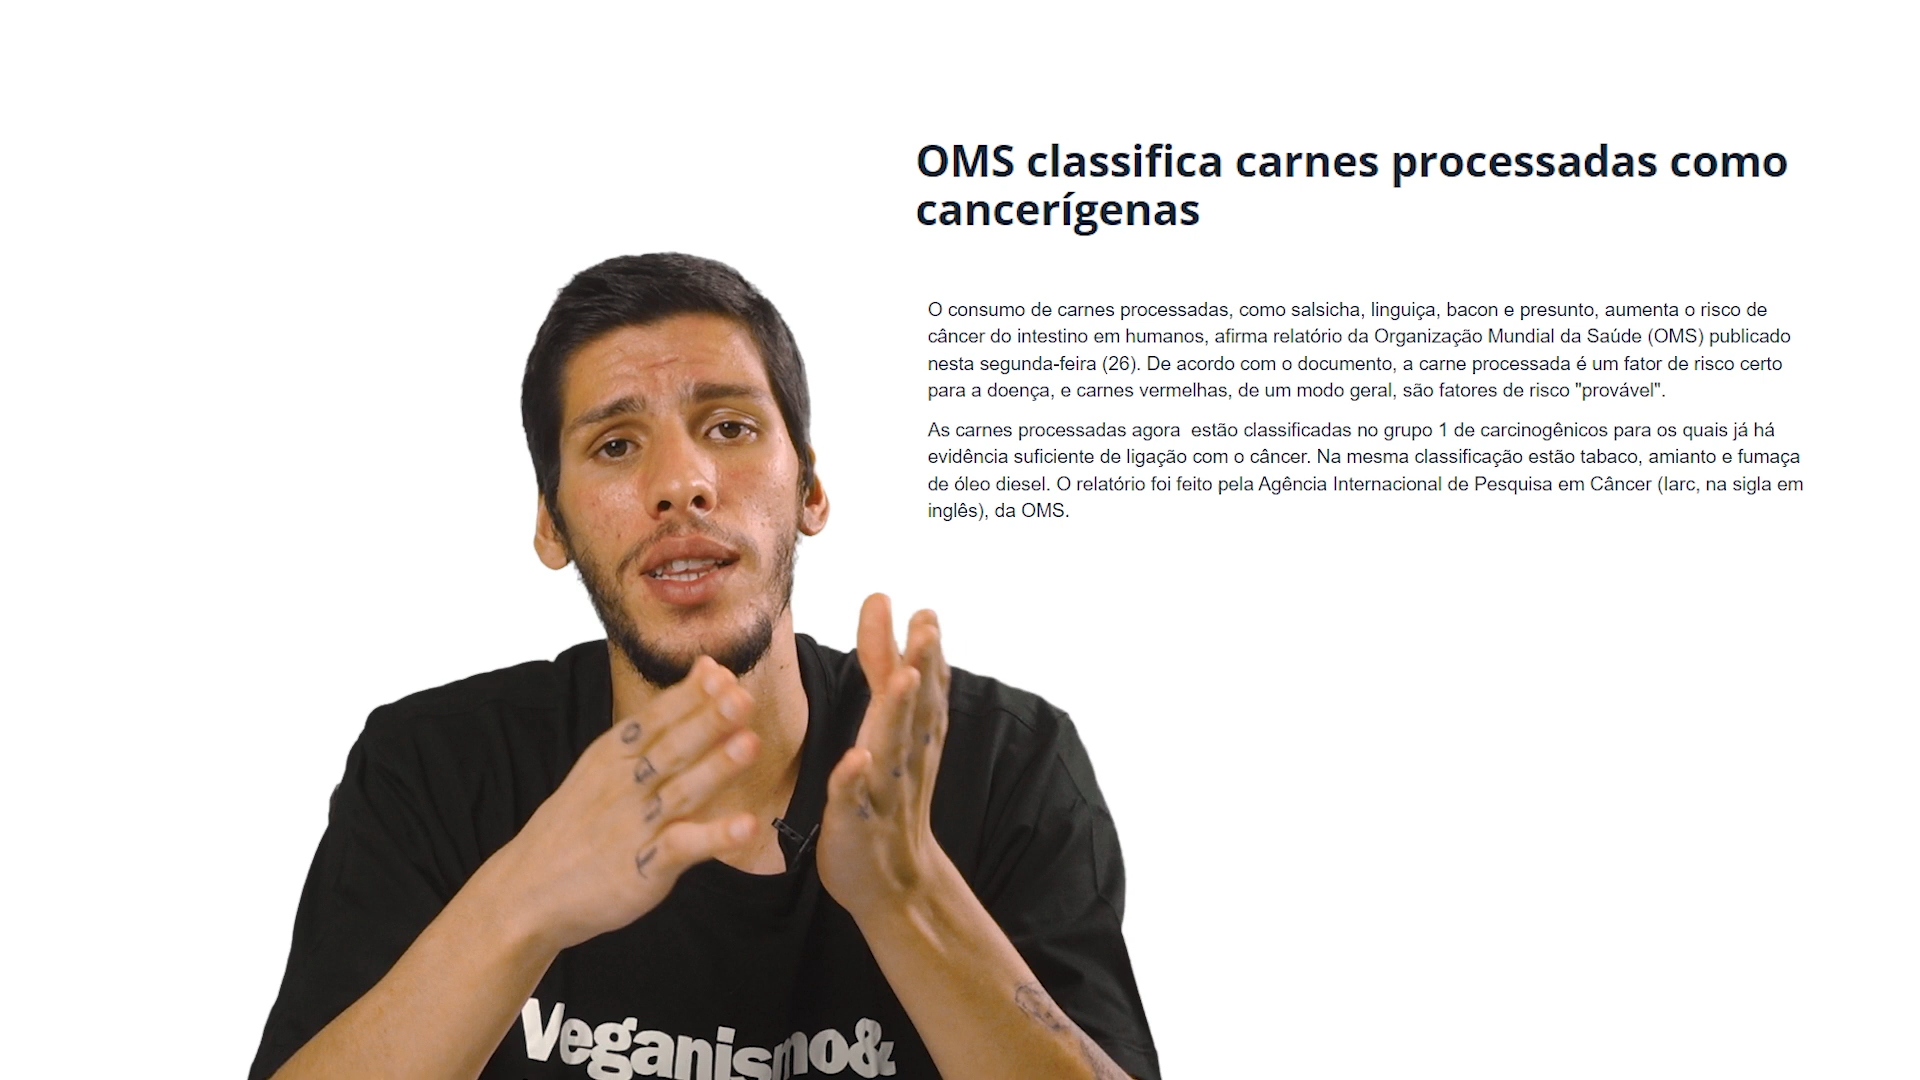 OMS classifica carnes processadas como
cancerígenas
O consumo de carnes processadas, como salsicha, linguiça, bacon e presunto, aumenta o risco de
câncer do intestino em humanos, afirma relatório da Organização Mundial da Saúde (OMS) publicado
nesta segunda-feira (26). De acordo com o documento, a carne processada é um fator de risco certo
para a doença, e carnes vermelhas, de um modo geral, são fatores de risco "provável".
As carnes processadas agora  estão classificadas no grupo 1 de carcinogênicos para os quais já há
evidência suficiente de ligação com o câncer. Na mesma classificação estão tabaco, amianto e fumaça
de óleo diesel. O relatório foi feito pela Agência Internacional de Pesquisa em Câncer (Iarc, na sigla em
inglês), da OMS.
Veganismo&